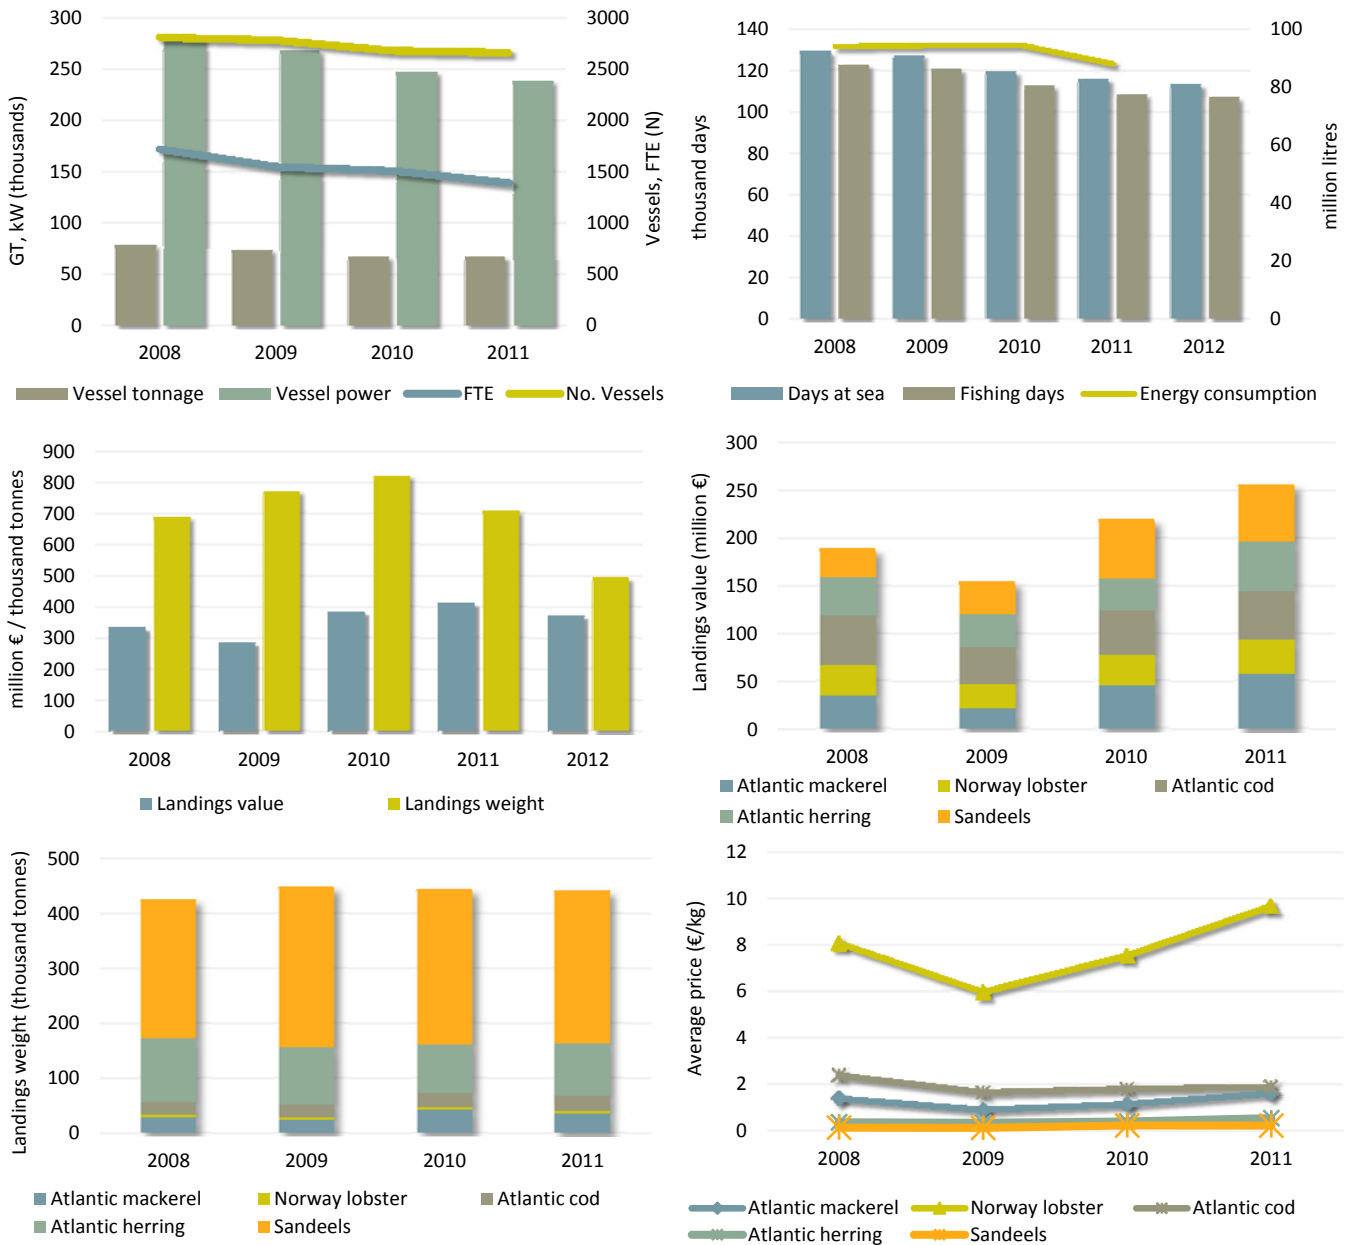 300
250
200
150
100
50
0
GT, kW (thousands)
3000
2500
2000
1500
1000
500
0
Vessels, FTE (N)
2008 2009 2010 2011
Vessel tonnage Vessel power FTE No. Vessels
140
120
100
80
60
40
20
0
thousand days
100
80
60
40
20
0
million litres
2008 2009 2010 2011 2012
Days at sea Fishing days Energy consumption
900
800
700
600
500
400
300
200
100
0
million € / thousand tonnes
2008 2009 2010 2011 2012
Landings value Landings weight
300
250
200
150
100
50
0
Landings value (million €)
2008 2009 2010 2011
Atlantic mackerel Norway lobster Atlantic cod
Atlantic herring Sandeels
500
400
300
200
100
0
Landings weight (thousand tonnes)
2008 2009 2010 2011
Atlantic mackerel Norway lobster Atlantic cod
Atlantic herring Sandeels
12
10
8
6
4
2
0
Average price (€/kg)
2008 2009 2010 2011
Atlantic mackerel Norway lobster Atlantic cod
Atlantic herring Sandeels